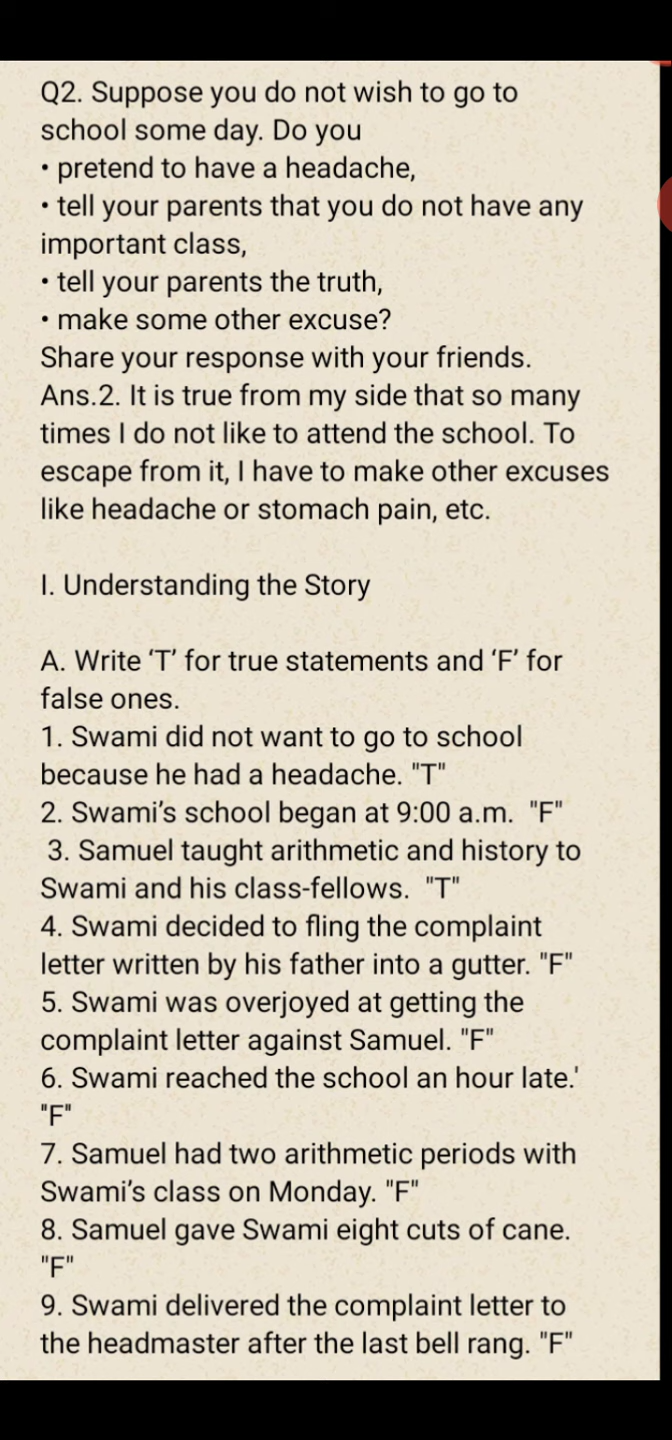 Q2. Suppose you do not wish to go to
school some day. Do you
• pretend to have a headache,
• tell your parents that you do not have any
important class,
• tell your parents the truth,
• make some other excuse?
Share your response with your friends.
Ans.2. It is true from my side that so many
times I do not like to attend the school. To
escape from it, I have to make other excuses
like headache or stomach pain, etc.
I. Understanding the Story
A. Write ‘T’ for true statements and ‘F’ for
false ones.
1. Swami did not want to go to school
because he had a headache. "T"
2. Swami’s school began at 9:00 a.m.  "F"
3. Samuel taught arithmetic and history to
Swami and his class-fellows.  "T"
4. Swami decided to fling the complaint
letter written by his father into a gutter. "F"
5. Swami was overjoyed at getting the
complaint letter against Samuel. "F"
6. Swami reached the school an hour late.'
"F"
7. Samuel had two arithmetic periods with
Swami’s class on Monday. "F"
8. Samuel gave Swami eight cuts of cane.
"F"
9. Swami delivered the complaint letter to
the headmaster after the last bell rang. "F"